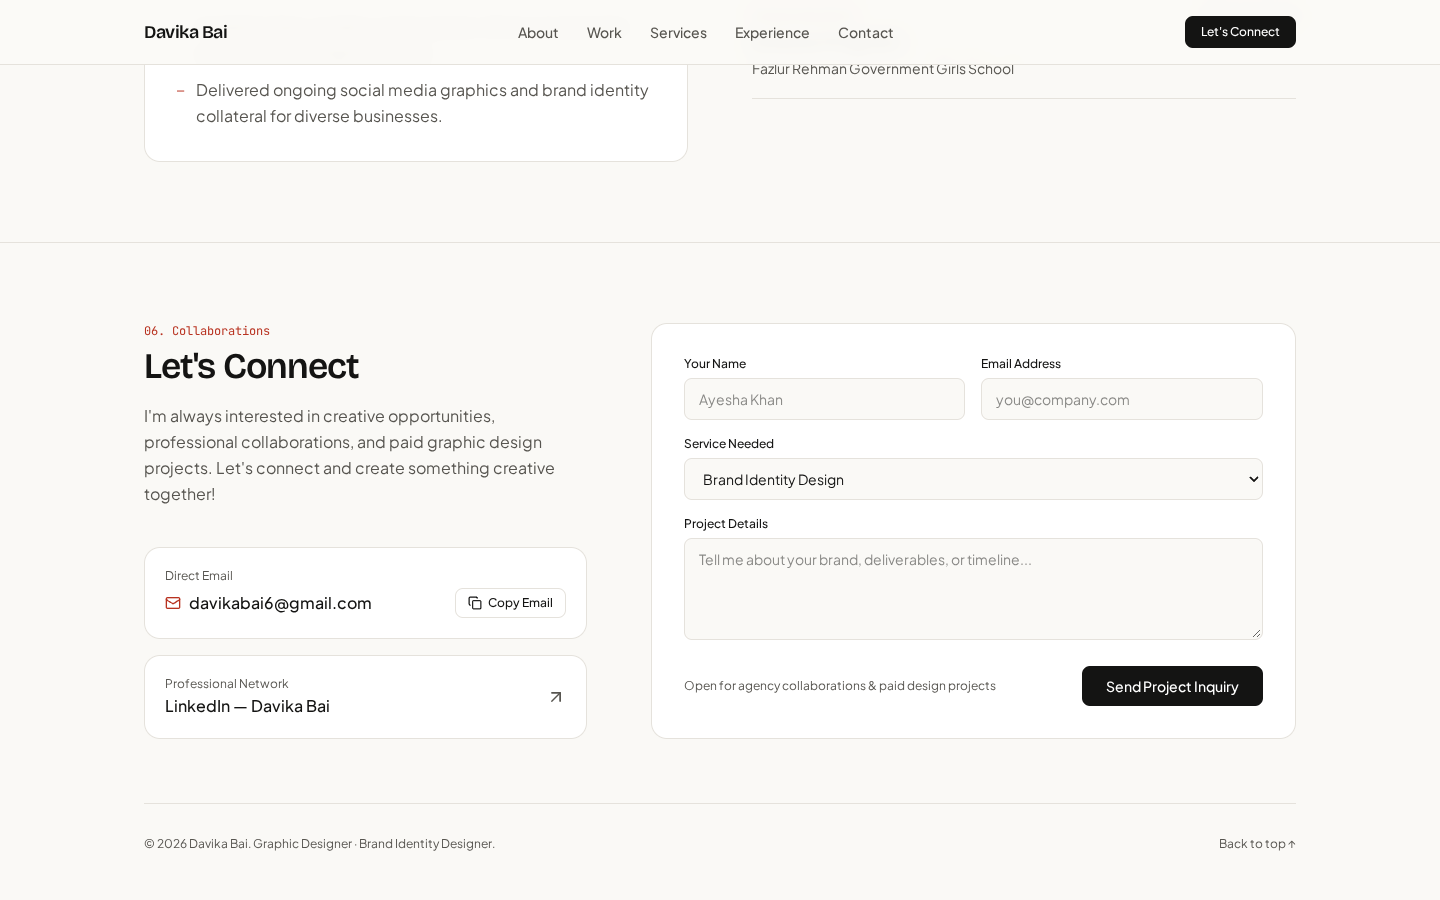 Davika Bai
About
Work
Services
Experience
Contact
Let's Connect
– Delivered ongoing social media graphics and brand identity
collateral for diverse businesses.
Fazlur Rehman Government Girls School
06. Collaborations
Let's Connect
I'm always interested in creative opportunities,
professional collaborations, and paid graphic design
projects. Let's connect and create something creative
together!
Direct Email
davikabai6@gmail.com
Copy Email
Professional Network
LinkedIn — Davika Bai
Your Name
Ayesha Khan
Email Address
you@company.com
Service Needed
Brand Identity Design
Project Details
Tell me about your brand, deliverables, or timeline...
Open for agency collaborations & paid design projects
Send Project Inquiry
© 2026 Davika Bai. Graphic Designer · Brand Identity Designer.
Back to top ↑